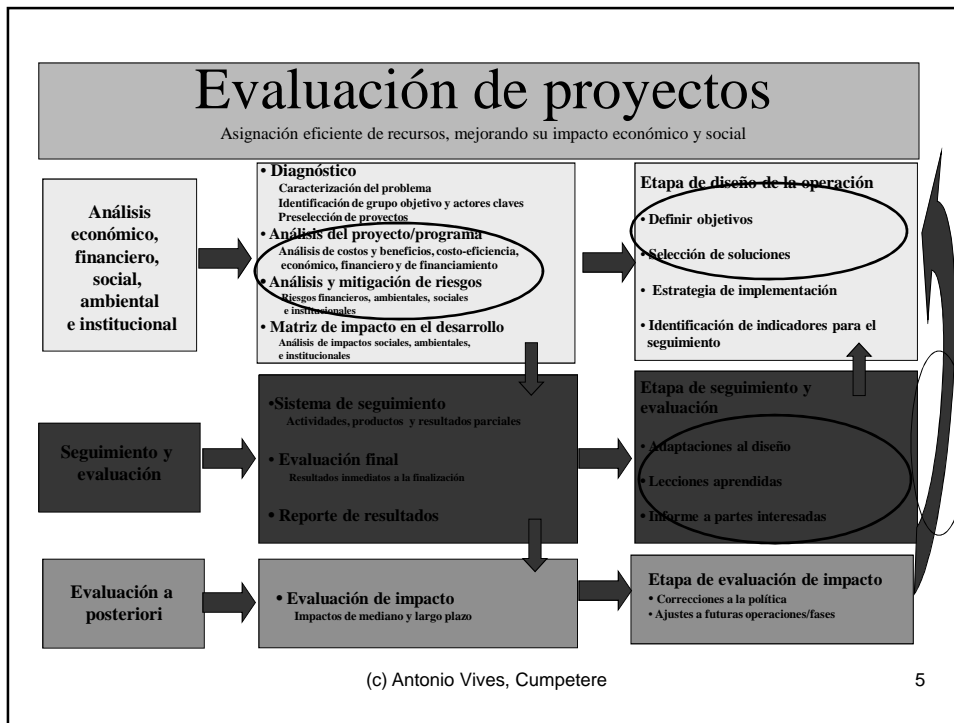 Evaluación de proyectos
Asignación eficiente de recursos, mejorando su impacto económico y social
Análisis
económico,
financiero,
social,
ambiental
e institucional
• Diagnóstico
Caracterización del problema
Identificación de grupo objetivo y actores claves
Preselección de proyectos
• Análisis del proyecto/programa
Análisis de costos y beneficios, costo-eficiencia,
económico, financiero y de financiamiento
• Análisis y mitigación de riesgos
Riesgos financieros, ambientales, sociales
e institucionales
• Matriz de impacto en el desarrollo
Análisis de impactos sociales, ambientales,
e institucionales
Etapa de diseño de la operación
• Definir objetivos
• Selección de soluciones
Estrategia de implementación
• Identificación de indicadores para el
seguimiento
Seguimiento y
evaluación
•Sistema de seguimiento
Actividades, productos y resultados parciales
• Evaluación final
Resultados inmediatos a la finalización
• Reporte de resultados
Etapa de seguimiento y
evaluación
• Adaptaciones al diseño
• Lecciones aprendidas
• Informe a partes interesadas
Evaluación a
posteriori
• Evaluación de impacto
Impactos de mediano y largo plazo
Etapa de evaluación de impacto
• Correcciones a la política
• Ajustes a futuras operaciones/fases
(c) Antonio Vives, Cumpetere
5